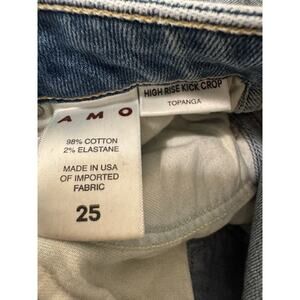 AMO
98% COTTON
2% ELASTANE
MADE IN USA
OF IMPORTED
FABRIC
25
HIGH RISE KICK CROP
TOPANGA